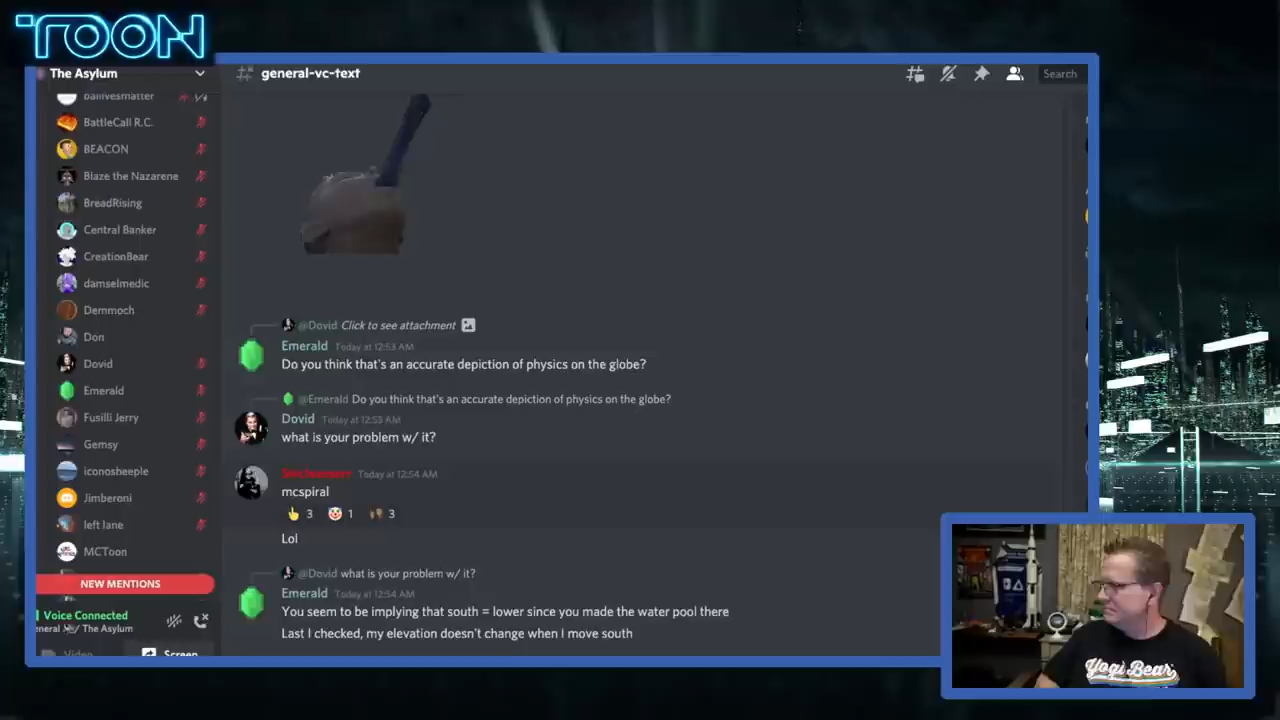 TOON
The Asylum
general-vc-text
Search
ballivesmatter
BattleCall R.C.
BEACON
Blaze the Nazarene
BreadRising
Central Banker
CreationBear
damselmedic
Demmoch
Don
Dovid
Emerald
Fusilli Jerry
Gemsy
iconosheeple
Jimberoni
left lane
MCToon
NEW MENTIONS
Voice Connected
eneral / The Asylum
Video
Screen
@Dovid Click to see attachment
Emerald Today at 12:53 AM
Do you think that's an accurate depiction of physics on the globe?
@Emerald Do you think that's an accurate depiction of physics on the globe?
Dovid Today at 12:53 AM
what is your problem w/ it?
Today at 12:54 AM
mcspiral
3 1 3
Lol
@Dovid what is your problem w/ it?
Emerald Today at 12:54 AM
You seem to be implying that south = lower since you made the water pool there
Last I checked, my elevation doesn't change when I move south
Yogi Bear